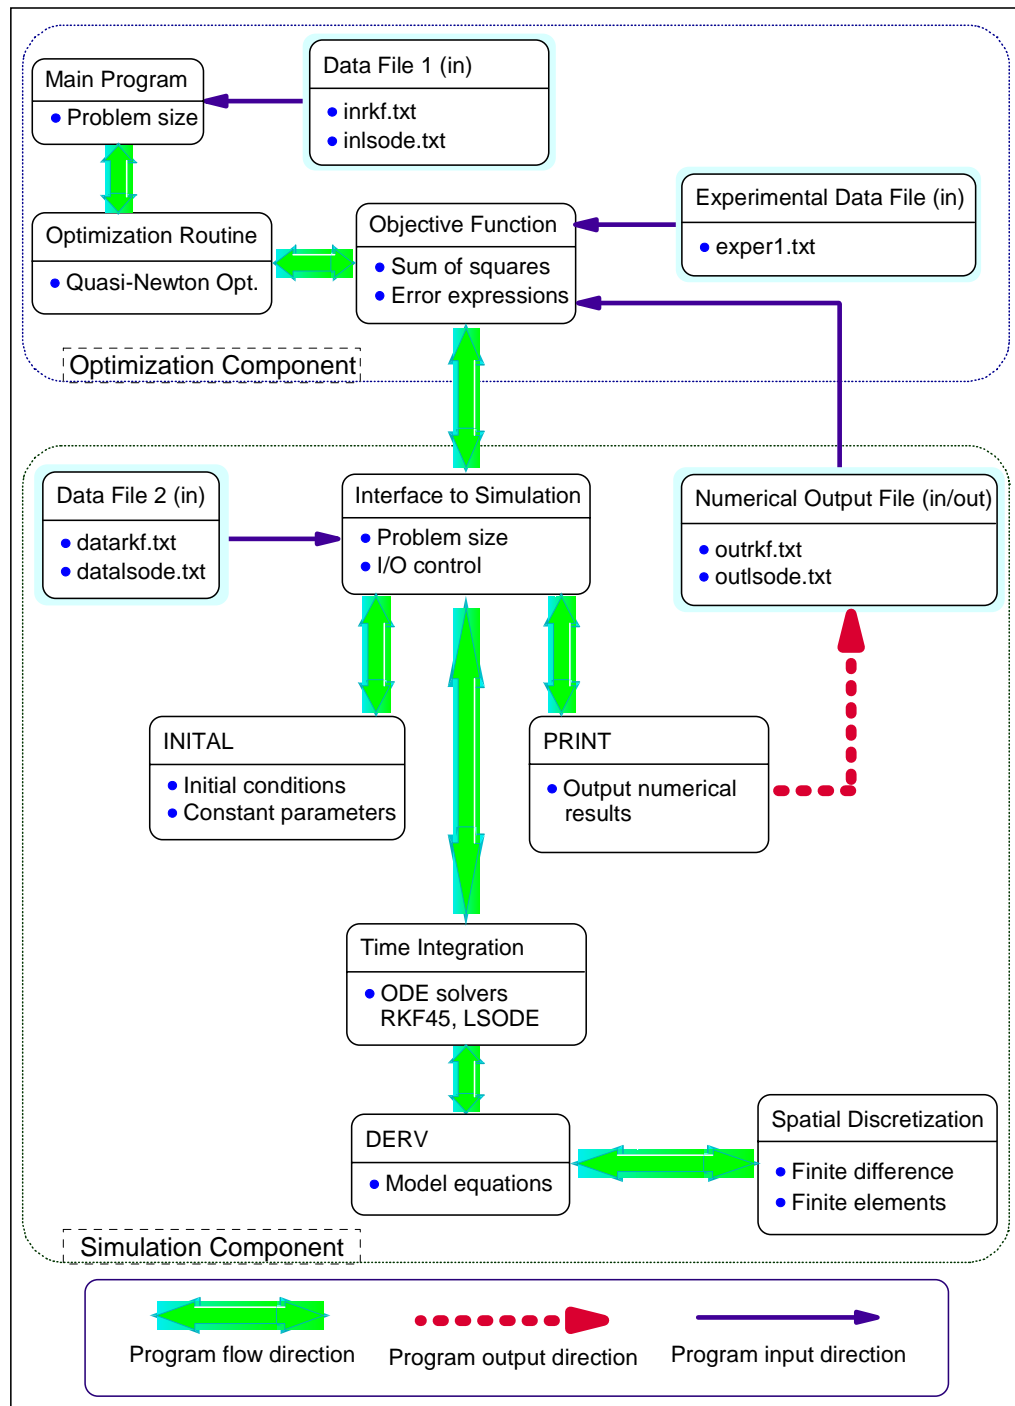 Main Program
Problem size
Data File 1 (in)
inrkf.txt
inlsode.txt
Optimization Routine
Quasi-Newton Opt.
Objective Function
Sum of squares
Error expressions
Experimental Data File (in)
exper1.txt
Optimization Component
Data File 2 (in)
datarkf.txt
datalsode.txt
Interface to Simulation
Problem size
I/O control
Numerical Output File (in/out)
outrkf.txt
outlsode.txt
INITAL
Initial conditions
Constant parameters
PRINT
Output numerical
results
Time Integration
ODE solvers
RKF45, LSODE
DERV
Model equations
Spatial Discretization
Finite difference
Finite elements
Simulation Component
Program flow direction
Program output direction
Program input direction